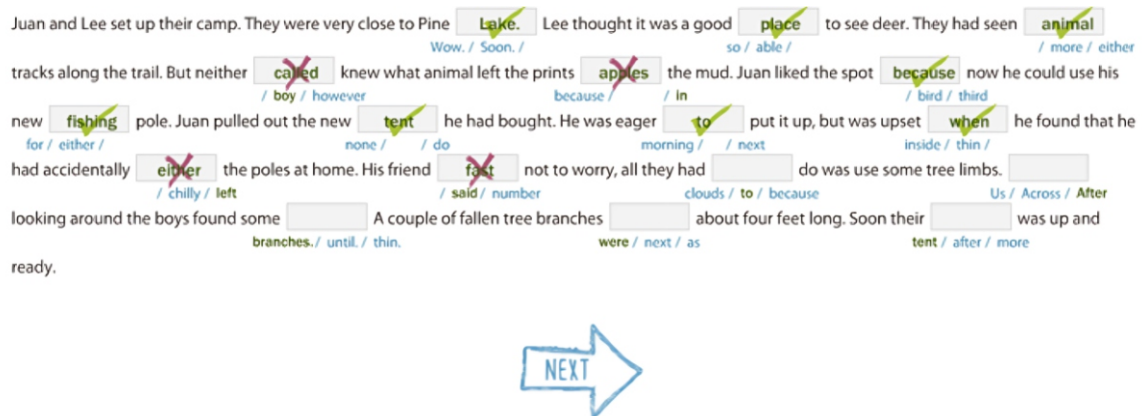 Juan and Lee set up their camp. They were very close to Pine Lake. Lee thought it was a good place to see deer. They had seen animal
Wow. / Soon. / so / able / / more / either
tracks along the trail. But neither called knew what animal left the prints apples the mud. Juan liked the spot because now he could use his
/ boy / however because / / in / bird / third
new fishing pole. Juan pulled out the new tent he had bought. He was eager to put it up, but was upset when he found that he
for / either / none / / do morning / / next inside / thin /
had accidentally either the poles at home. His friend fast not to worry, all they had do was use some tree limbs.
/ chilly / left / said / number clouds / to / because Us / Across / After
looking around the boys found some A couple of fallen tree branches about four feet long. Soon their was up and
branches. / until. / thin. were / next / as tent / after / more
ready.
NEXT